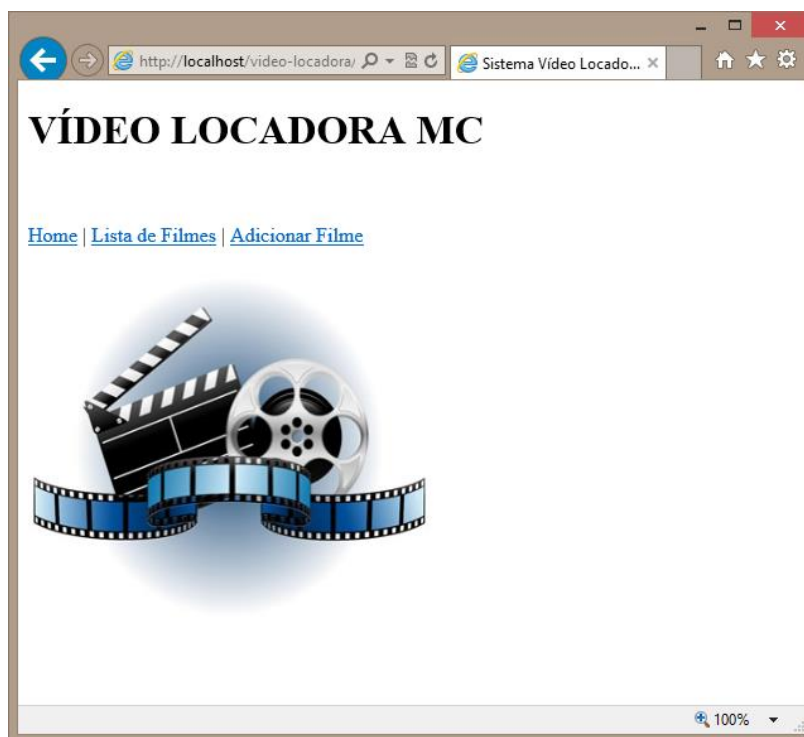 http://localhost/video-locadora/
Sistema Vídeo Locado...
VÍDEO LOCADORA MC
Home | Lista de Filmes | Adicionar Filme
100%